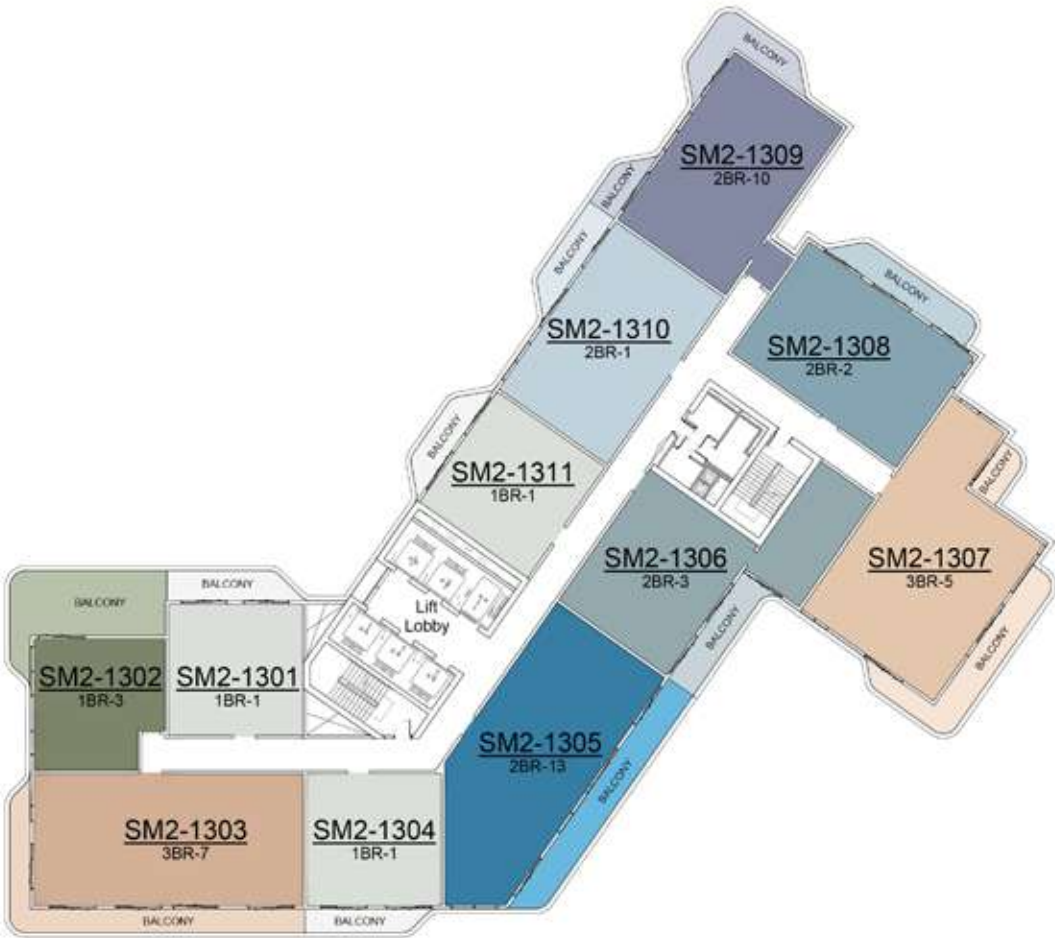 BALCONY
SM2-1309
2BR-10
BALCONY
BALCONY
SM2-1310
2BR-1
BALCONY
SM2-1308
2BR-2
BALCONY
SM2-1311
1BR-1
BALCONY
SM2-1306
2BR-3
SM2-1307
3BR-5
BALCONY
BALCONY
BALCONY
BALCONY
Lift
Lobby
SM2-1302
1BR-3
SM2-1301
1BR-1
BALCONY
SM2-1305
2BR-13
BALCONY
SM2-1303
3BR-7
SM2-1304
1BR-1
BALCONY
BALCONY